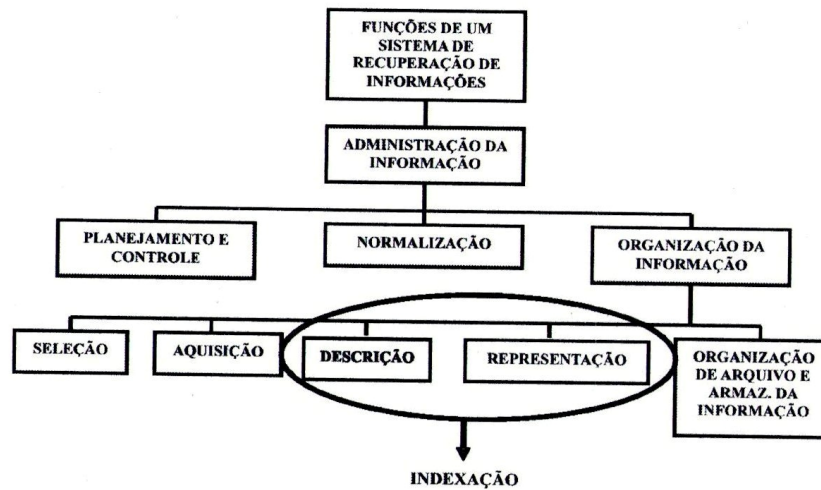 FUNÇÕES DE UM
SISTEMA DE
RECUPERAÇÃO DE
INFORMAÇÕES
ADMINISTRAÇÃO DA
INFORMAÇÃO
PLANEJAMENTO E
CONTROLE
NORMALIZAÇÃO
ORGANIZAÇÃO DA
INFORMAÇÃO
SELEÇÃO
AQUISIÇÃO
DESCRIÇÃO
REPRESENTAÇÃO
ORGANIZAÇÃO
DE ARQUIVO E
ARMAZ. DA
INFORMAÇÃO
INDEXAÇÃO